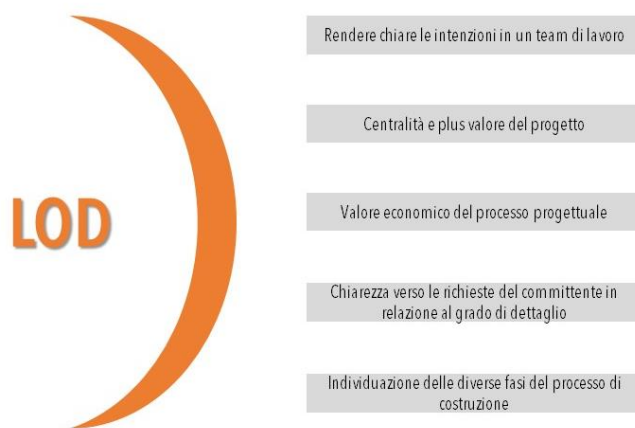 LOD
Rendere chiare le intenzioni in un team di lavoro
Centralità e plus valore del progetto
Valore economico del processo progettuale
Chiarezza verso le richieste del committente in
relazione al grado di dettaglio
Individuazione delle diverse fasi del processo di
costruzione